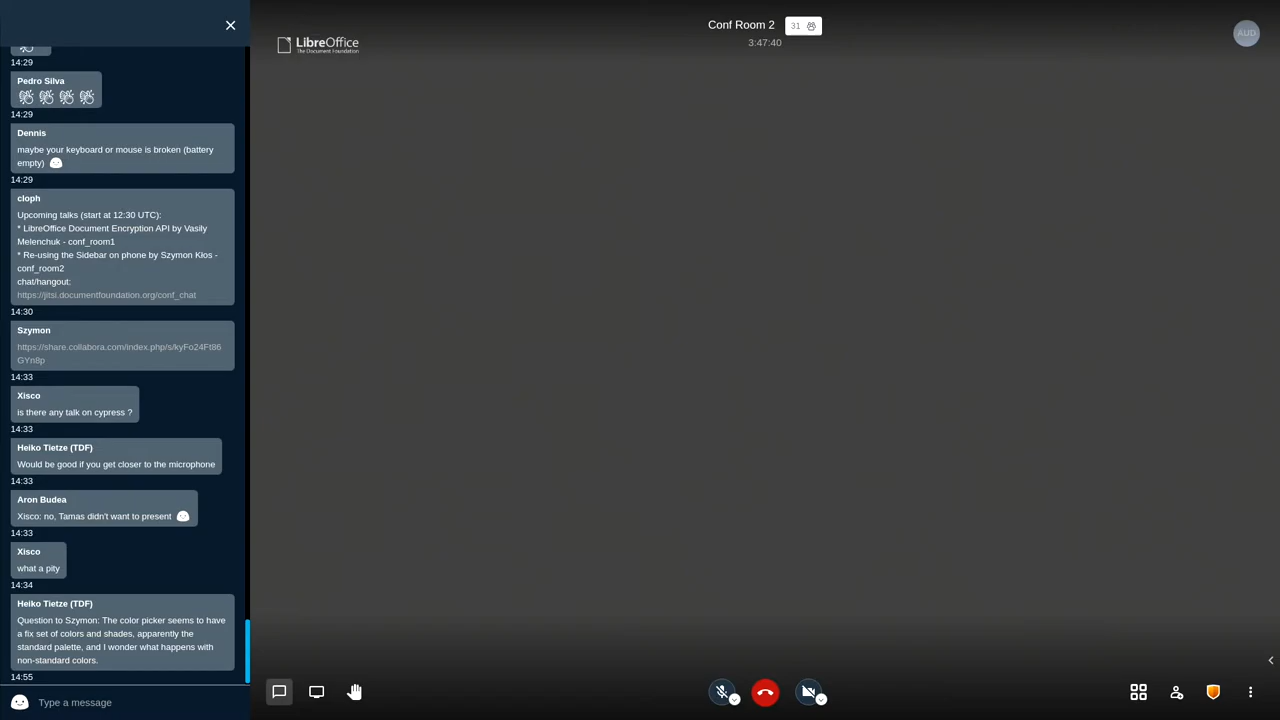 14:29
Pedro Silva
14:29
Dennis
maybe your keyboard or mouse is broken (battery
empty)
14:29
cloph
Upcoming talks (start at 12:30 UTC):
* LibreOffice Document Encryption API by Vasily
Melenchuk - conf_room1
* Re-using the Sidebar on phone by Szymon Kłos -
conf_room2
chat/hangout:
https://jitsi.documentfoundation.org/conf_chat
14:30
Szymon
https://share.collabora.com/index.php/s/kyFo24Ft86
GYn8p
14:33
Xisco
is there any talk on cypress ?
14:33
Heiko Tietze (TDF)
Would be good if you get closer to the microphone
14:33
Aron Budea
Xisco: no, Tamas didn't want to present
14:33
Xisco
what a pity
14:34
Heiko Tietze (TDF)
Question to Szymon: The color picker seems to have
a fix set of colors and shades, apparently the
standard palette, and I wonder what happens with
non-standard colors.
14:55
Type a message
LibreOffice
The Document Foundation
Conf Room 2
31
3:47:40
AUD